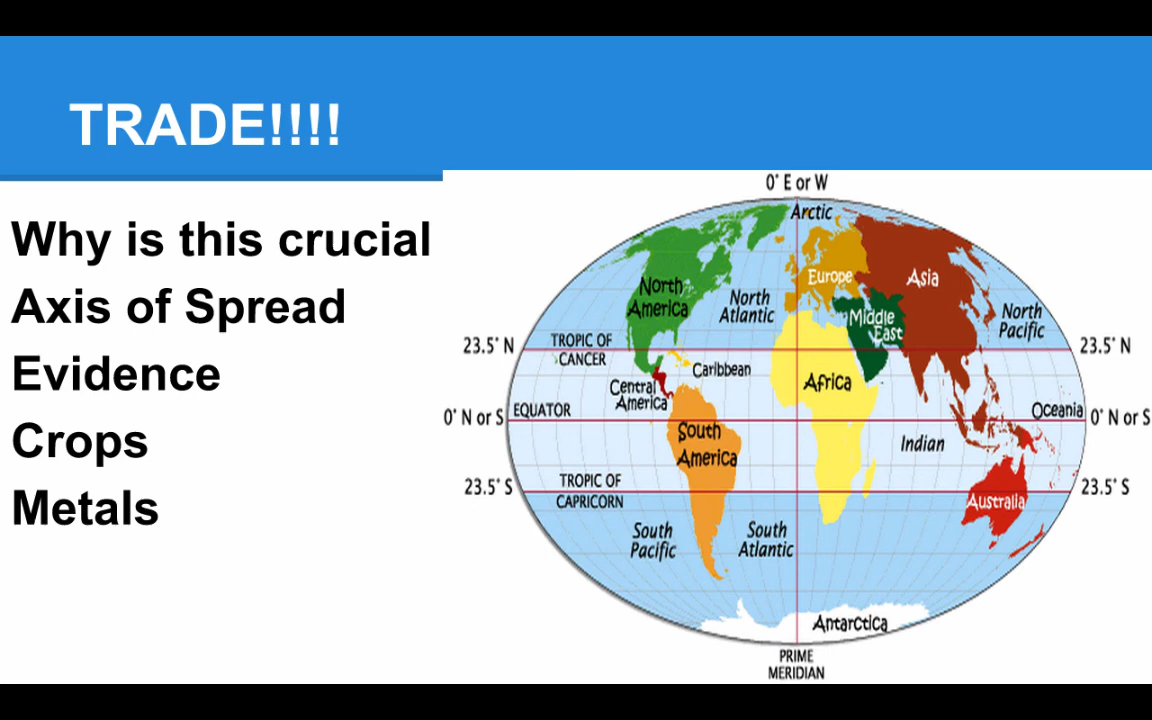 TRADE!!!!
Why is this crucial
Axis of Spread
Evidence
Crops
Metals
0° E or W
Arctic
North
America
Europe
Asia
North
Atlantic
Middle
East
North
Pacific
23.5° N
TROPIC OF
CANCER
23.5° N
Caribbean
Central
America
Africa
0° N or S
EQUATOR
Oceania
0° N or S
South
America
Indian
23.5° S
TROPIC OF
CAPRICORN
23.5° S
Australia
South
Pacific
South
Atlantic
Antarctica
PRIME
MERIDIAN